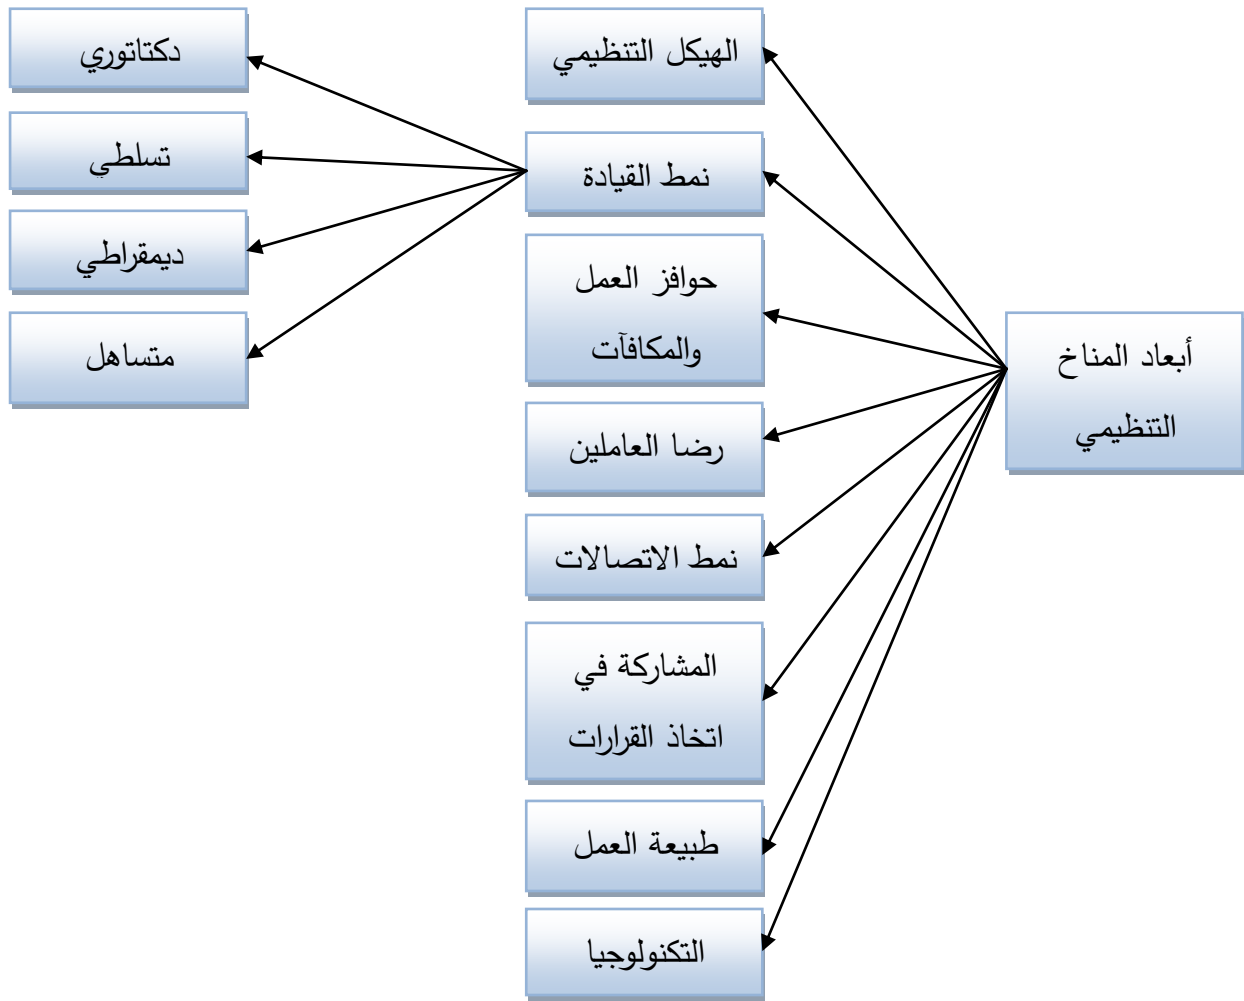 أبعاد المناخ
التنظيمي
الهيكل التنظيمي
نمط القيادة
حوافز العمل
والمكافآت
رضا العاملين
نمط الاتصالات
المشاركة في
اتخاذ القرارات
طبيعة العمل
التكنولوجيا
دكتاتوري
تسلطي
ديمقراطي
متساهل